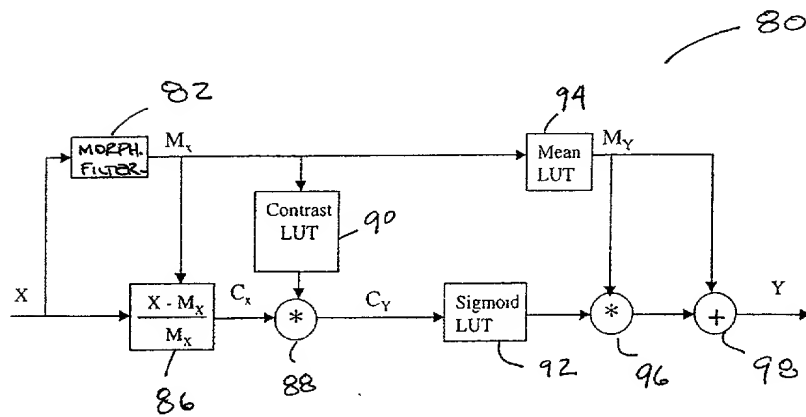 80
82
94
MORPH.
FILTER
Mx
Mean
LUT
MY
Contrast
LUT
90
X
X - MX
MX
Cx
*
CY
Sigmoid
LUT
*
+
Y
86
88
92
96
98